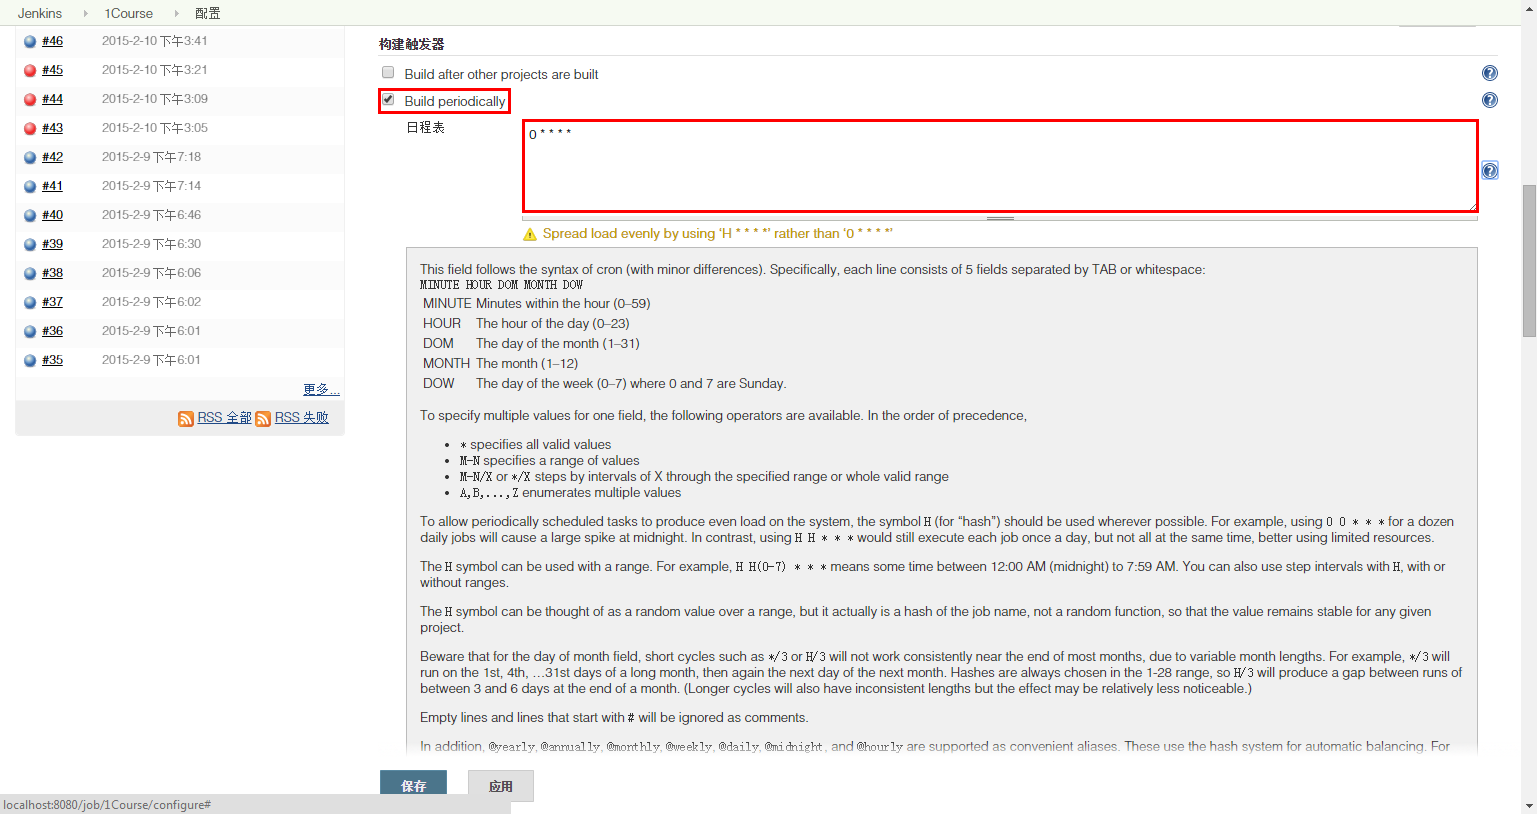 Jenkins 1Course 配置
#46 2015-2-10 下午3:41
#45 2015-2-10 下午3:21
#44 2015-2-10 下午3:09
#43 2015-2-10 下午3:05
#42 2015-2-9 下午7:18
#41 2015-2-9 下午7:14
#40 2015-2-9 下午6:46
#39 2015-2-9 下午6:30
#38 2015-2-9 下午6:06
#37 2015-2-9 下午6:02
#36 2015-2-9 下午6:01
#35 2015-2-9 下午6:01
更多...
RSS 全部 RSS 失败
构建触发器
Build after other projects are built
Build periodically
日程表
0 * * * *
Spread load evenly by using ‘H * * * *’ rather than ‘0 * * * *’
This field follows the syntax of cron (with minor differences). Specifically, each line consists of 5 fields separated by TAB or whitespace:
MINUTE HOUR DOM MONTH DOW
MINUTE Minutes within the hour (0–59)
HOUR The hour of the day (0–23)
DOM The day of the month (1–31)
MONTH The month (1–12)
DOW The day of the week (0–7) where 0 and 7 are Sunday.
To specify multiple values for one field, the following operators are available. In the order of precedence,
• * specifies all valid values
• M-N specifies a range of values
• M-N/X or */X steps by intervals of X through the specified range or whole valid range
• A,B,...,Z enumerates multiple values
To allow periodically scheduled tasks to produce even load on the system, the symbol H (for “hash”) should be used wherever possible. For example, using 0 0 * * * for a dozen
daily jobs will cause a large spike at midnight. In contrast, using H H * * * would still execute each job once a day, but not all at the same time, better using limited resources.
The H symbol can be used with a range. For example, H H(0-7) * * * means some time between 12:00 AM (midnight) to 7:59 AM. You can also use step intervals with H, with or
without ranges.
The H symbol can be thought of as a random value over a range, but it actually is a hash of the job name, not a random function, so that the value remains stable for any given
project.
Beware that for the day of month field, short cycles such as */3 or H/3 will not work consistently near the end of most months, due to variable month lengths. For example, */3 will
run on the 1st, 4th, …31st days of a long month, then again the next day of the next month. Hashes are always chosen in the 1-28 range, so H/3 will produce a gap between runs of
between 3 and 6 days at the end of a month. (Longer cycles will also have inconsistent lengths but the effect may be relatively less noticeable.)
Empty lines and lines that start with # will be ignored as comments.
In addition, @yearly, @annually, @monthly, @weekly, @daily, @midnight, and @hourly are supported as convenient aliases. These use the hash system for automatic balancing. For
保存 应用
localhost:8080/job/1Course/configure#